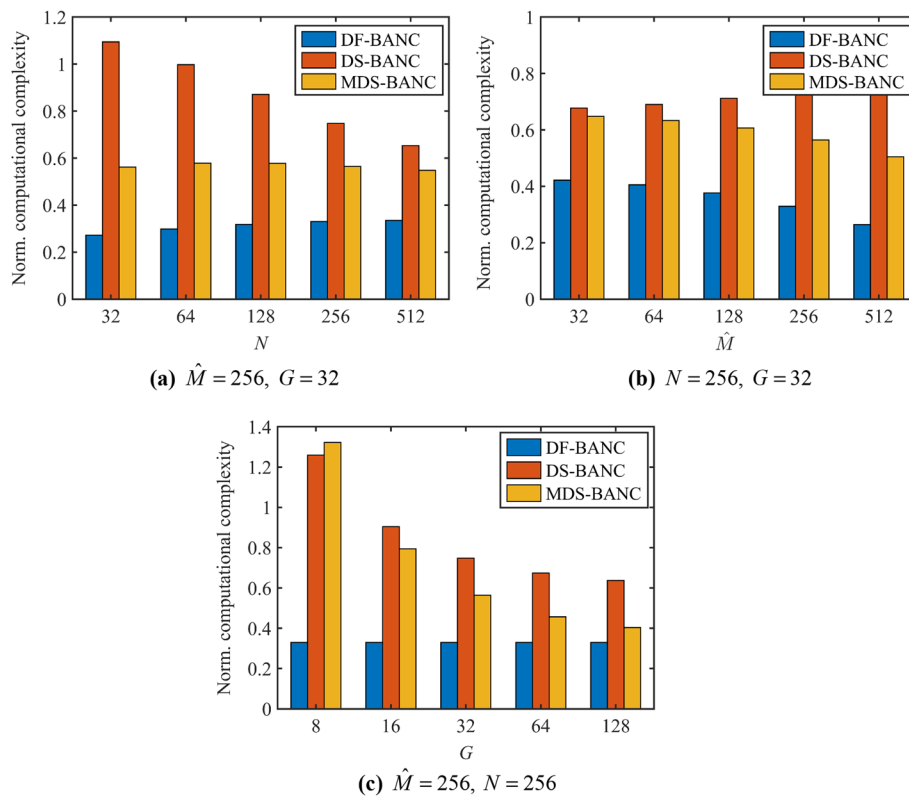 Norm. computational complexity
1.2
1
0.8
0.6
0.4
0.2
0
DF-BANC
DS-BANC
MDS-BANC
32 64 128 256 512
N
(a) M̂ = 256, G = 32
Norm. computational complexity
1
0.8
0.6
0.4
0.2
0
DF-BANC
DS-BANC
MDS-BANC
32 64 128 256 512
M̂
(b) N = 256, G = 32
Norm. computational complexity
1.4
1.2
1
0.8
0.6
0.4
0.2
0
DF-BANC
DS-BANC
MDS-BANC
8 16 32 64 128
G
(c) M̂ = 256, N = 256